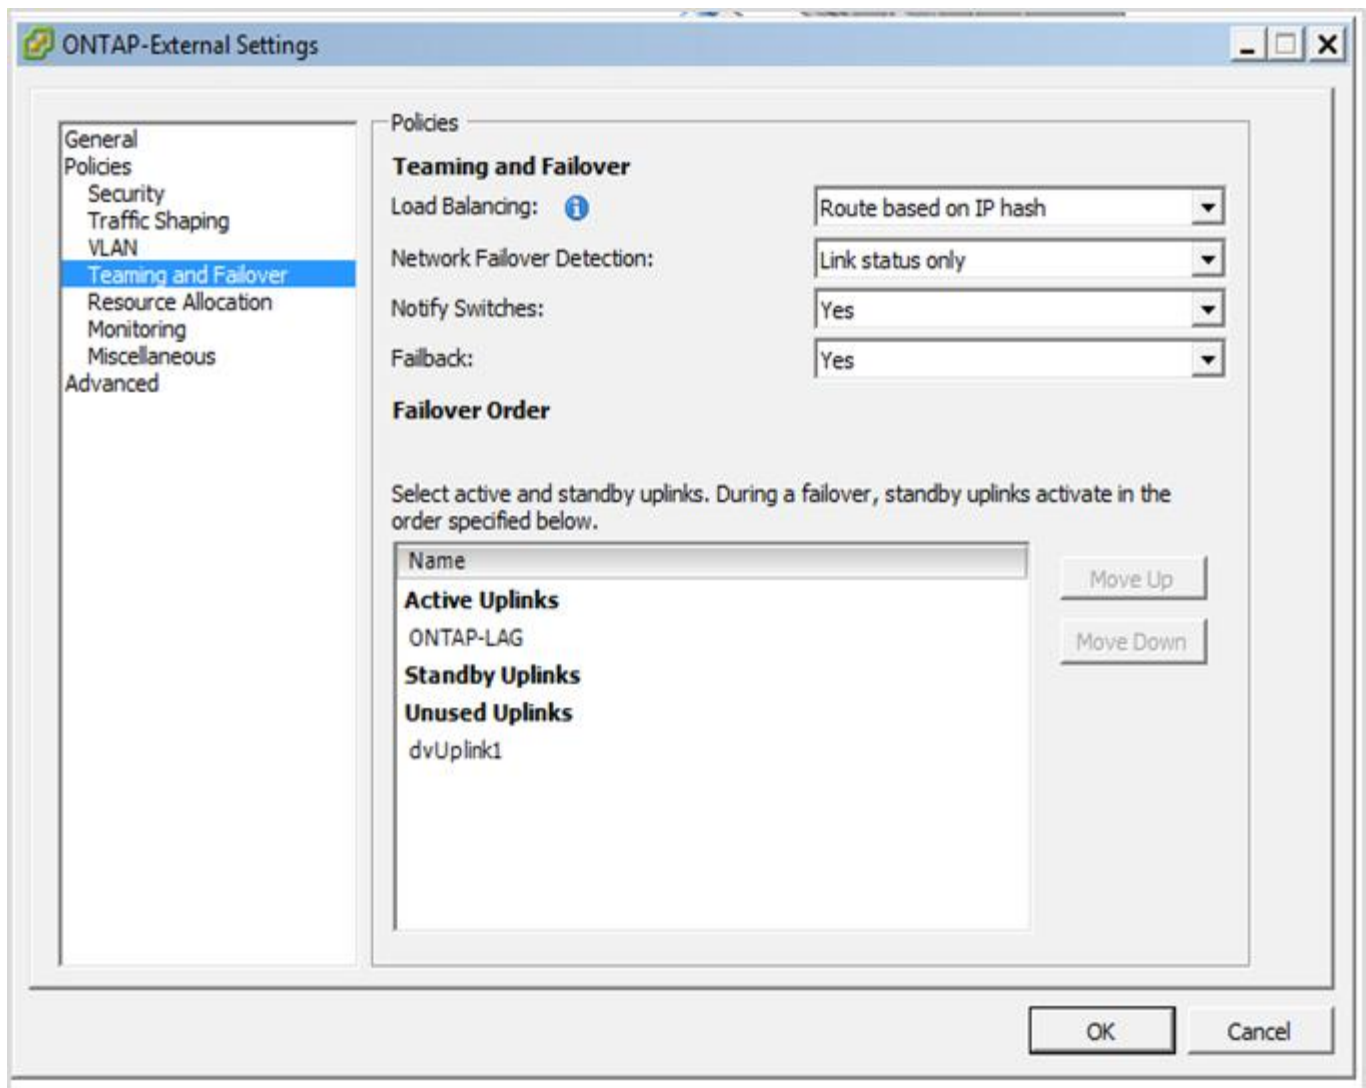 ONTAP-External Settings
General
Policies
Security
Traffic Shaping
VLAN
Teaming and Failover
Resource Allocation
Monitoring
Miscellaneous
Advanced
Policies
Teaming and Failover
Load Balancing:
Route based on IP hash
Network Failover Detection:
Link status only
Notify Switches:
Yes
Failback:
Yes
Failover Order
Select active and standby uplinks. During a failover, standby uplinks activate in the
order specified below.
Name
Active Uplinks
ONTAP-LAG
Standby Uplinks
Unused Uplinks
dvUplink1
Move Up
Move Down
OK
Cancel